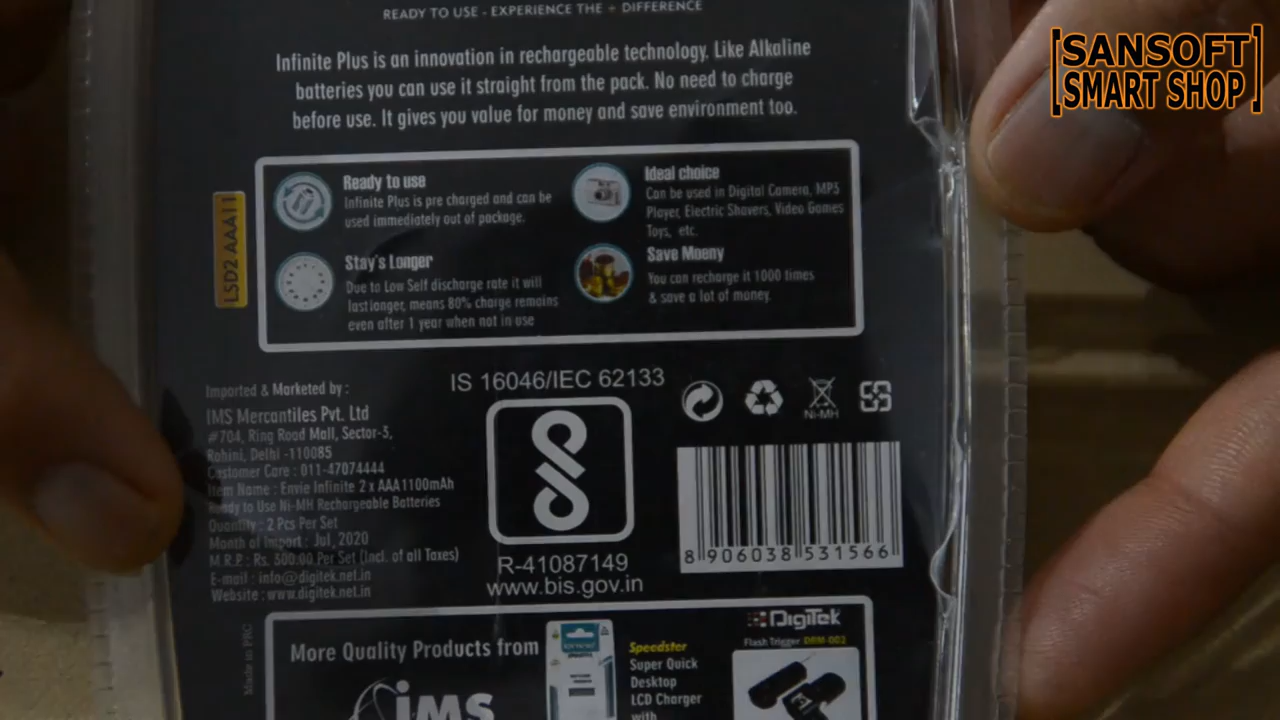 READY TO USE - EXPERIENCE THE + DIFFERENCE
[SANSOFT]
[SMART SHOP]
Infinite Plus is an innovation in rechargeable technology. Like Alkaline
batteries you can use it straight from the pack. No need to charge
before use. It gives you value for money and save environment too.
LSD2 AAA11
Ready to use
Infinite Plus is pre charged and can be
used immediately out of package.
Stay's Longer
Due to Low Self discharge rate it will
last longer, means 80% charge remains
even after 1 year when not in use
Ideal choice
Can be used in Digital Camera, MP5
Player, Electric Shavers, Video Games
Toys, etc.
Save Moeny
You can recharge it 1000 times
& save a lot of money.
Imported & Marketed by :
IMS Mercantiles Pvt. Ltd
#704, Ring Road Mall, Sector-5,
Rohini, Delhi -110085
Customer Care : 011-47074444
Item Name : Envie Infinite 2 x AAA1100mAh
Ready to Use Ni-MH Rechargeable Batteries
Quantity : 2 Pcs Per Set
Month of Import : Jul, 2020
M.R.P.: Rs. 500.00 Per Set (Incl. of all Taxes)
E-mail : info@digitek.net.in
Website : www.digitek.net.in
Made in PRC
IS 16046/IEC 62133
R-41087149
www.bis.gov.in
Ni-MH
8 906038 531566
More Quality Products from
iMS
Speedster
Super Quick
Desktop
LCD Charger
with
DigiTek
Flash Trigger DRM-002